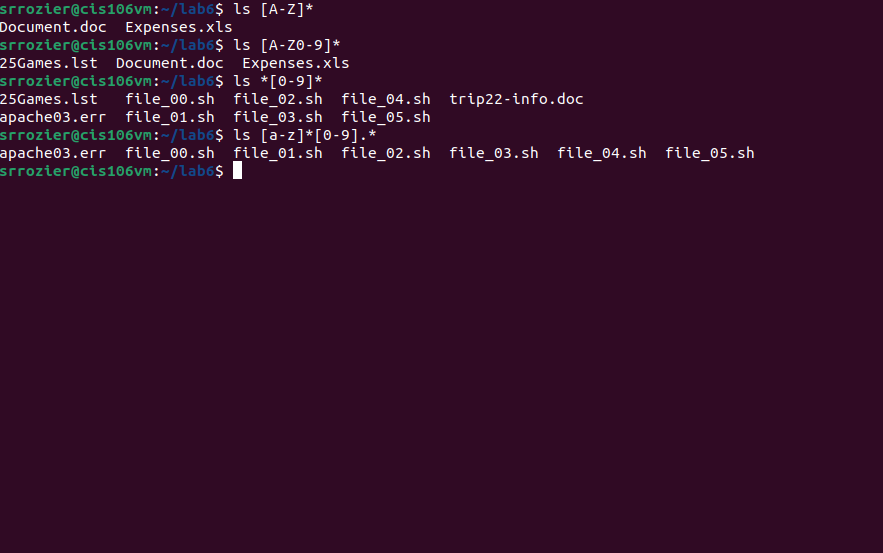 srrozier@cis106vm:~/lab6$ ls [A-Z]*
Document.doc  Expenses.xls
srrozier@cis106vm:~/lab6$ ls [A-Z0-9]*
25Games.lst  Document.doc  Expenses.xls
srrozier@cis106vm:~/lab6$ ls *[0-9]*
25Games.lst   file_00.sh  file_02.sh  file_04.sh  trip22-info.doc
apache03.err  file_01.sh  file_03.sh  file_05.sh
srrozier@cis106vm:~/lab6$ ls [a-z]*[0-9].*
apache03.err  file_00.sh  file_01.sh  file_02.sh  file_03.sh  file_04.sh  file_05.sh
srrozier@cis106vm:~/lab6$